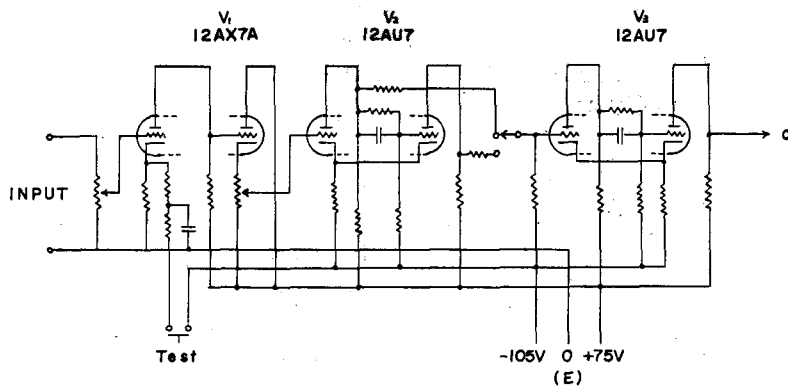 V₁ V₂ V₃
12AX7A 12AU7 12AU7
INPUT
O
Test
-105V 0 +75V
(E)